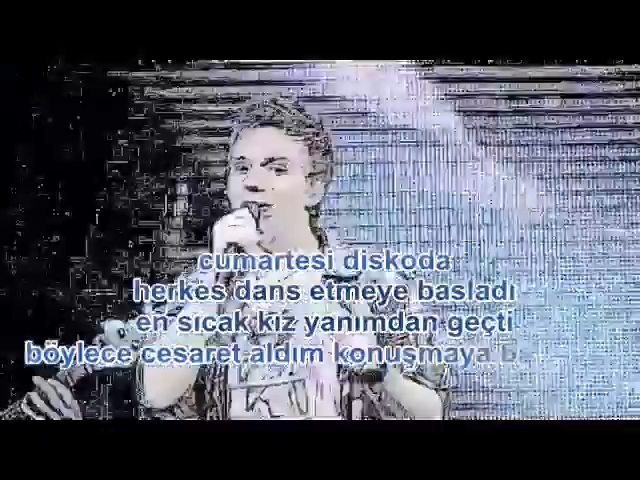 cumartesi diskoda
herkes dans etmeye basladı
en sıcak kız yanımdan geçti
böylece cesaret aldım konuşmaya